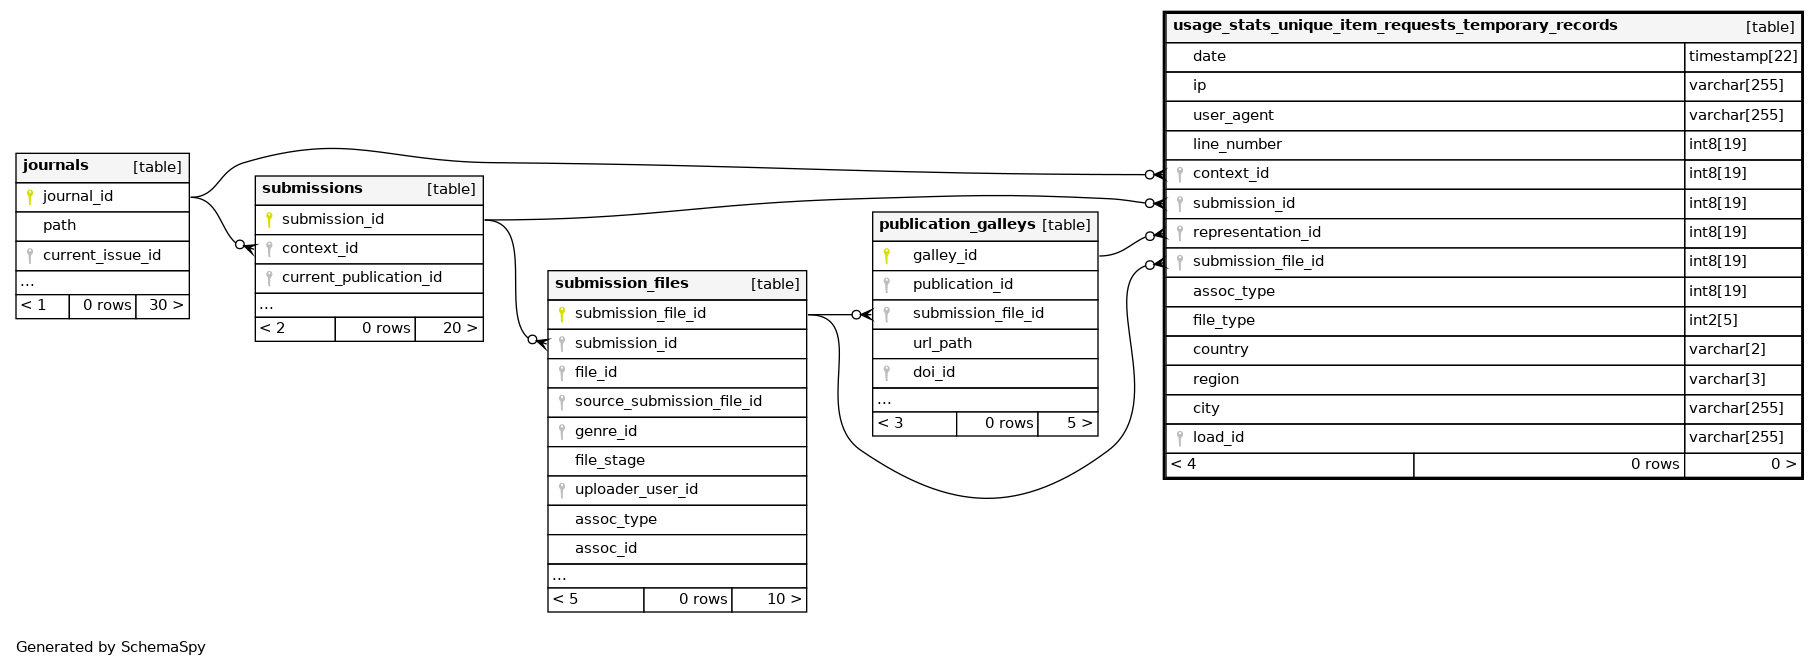 journals [table]
journal_id
path
current_issue_id
...
< 1 0 rows 30 >
submissions [table]
submission_id
context_id
current_publication_id
...
< 2 0 rows 20 >
submission_files [table]
submission_file_id
submission_id
file_id
source_submission_file_id
genre_id
file_stage
uploader_user_id
assoc_type
assoc_id
...
< 5 0 rows 10 >
publication_galleys [table]
galley_id
publication_id
submission_file_id
url_path
doi_id
...
< 3 0 rows 5 >
usage_stats_unique_item_requests_temporary_records [table]
date timestamp[22]
ip varchar[255]
user_agent varchar[255]
line_number int8[19]
context_id int8[19]
submission_id int8[19]
representation_id int8[19]
submission_file_id int8[19]
assoc_type int8[19]
file_type int2[5]
country varchar[2]
region varchar[3]
city varchar[255]
load_id varchar[255]
< 4 0 rows 0 >
Generated by SchemaSpy